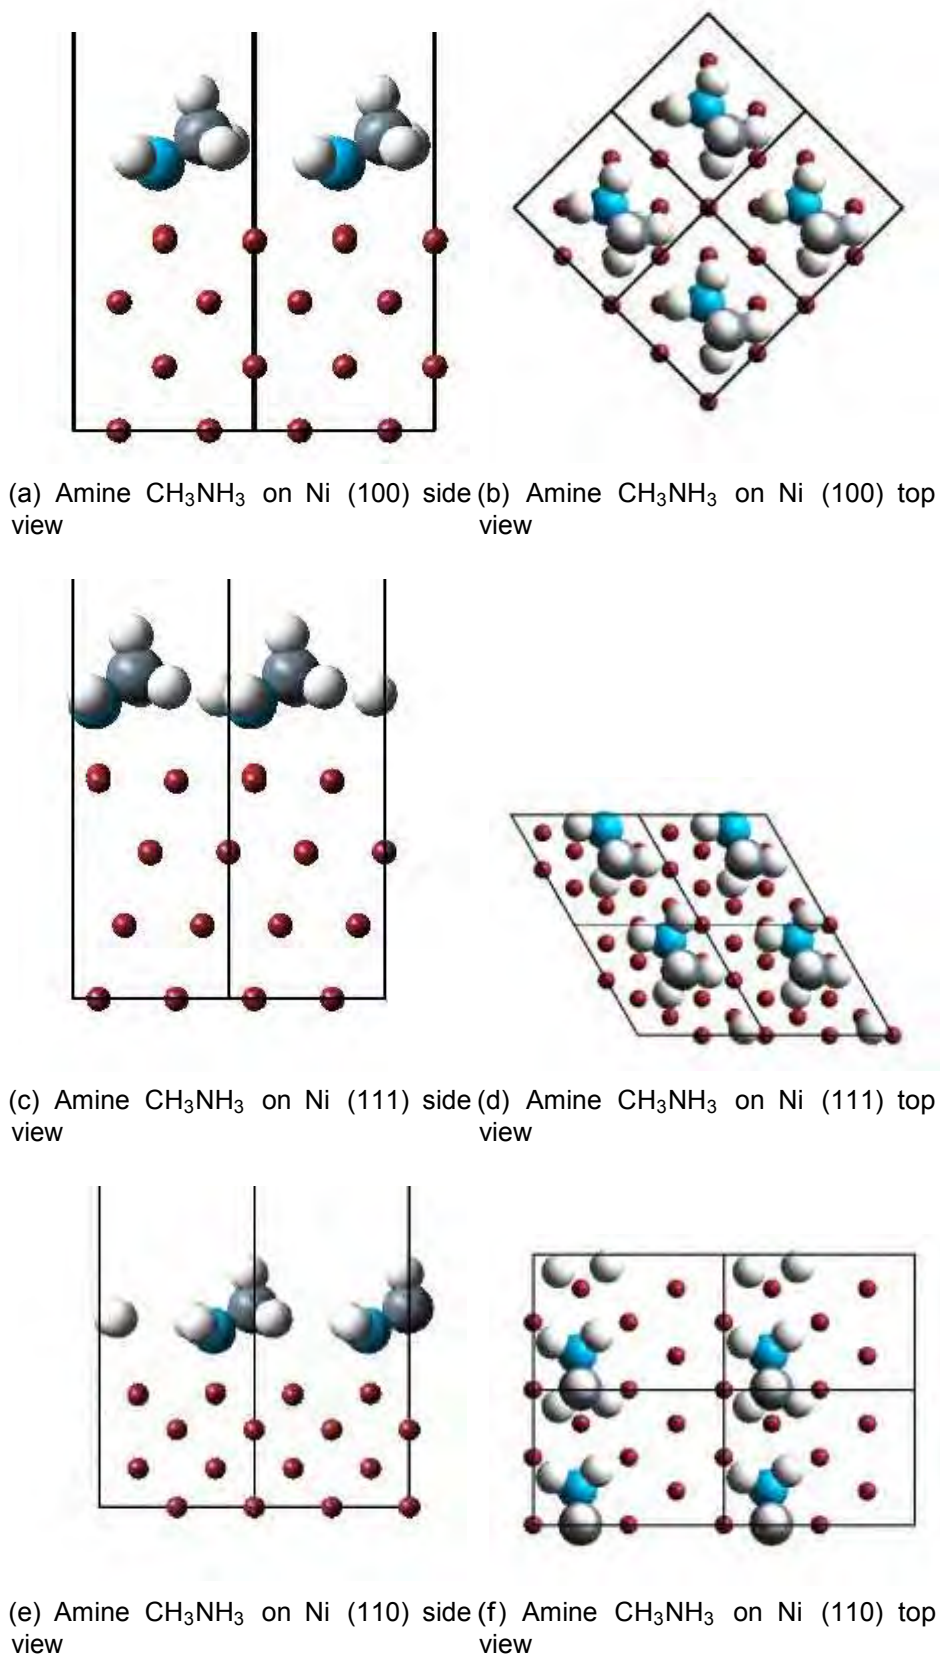 (a) Amine CH₃NH₃ on Ni (100) side
view
(b) Amine CH₃NH₃ on Ni (100) top
view
(c) Amine CH₃NH₃ on Ni (111) side
view
(d) Amine CH₃NH₃ on Ni (111) top
view
(e) Amine CH₃NH₃ on Ni (110) side
view
(f) Amine CH₃NH₃ on Ni (110) top
view